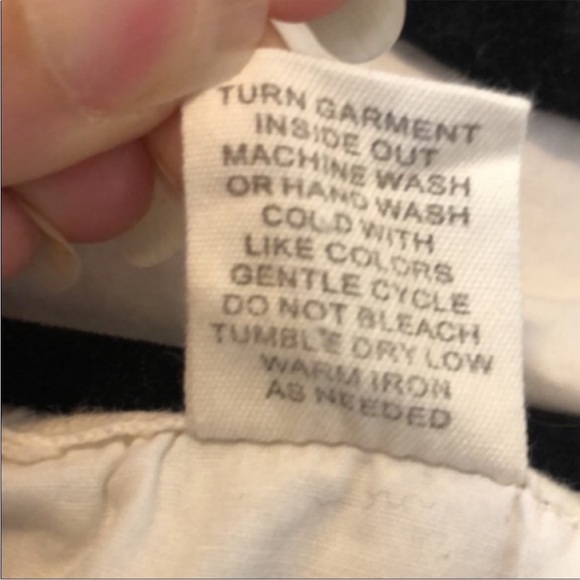 TURN GARMENT
INSIDE OUT
MACHINE WASH
OR HAND WASH
COLD WITH
LIKE COLORS
GENTLE CYCLE
DO NOT BLEACH
TUMBLE DRY LOW
WARM IRON
AS NEEDED